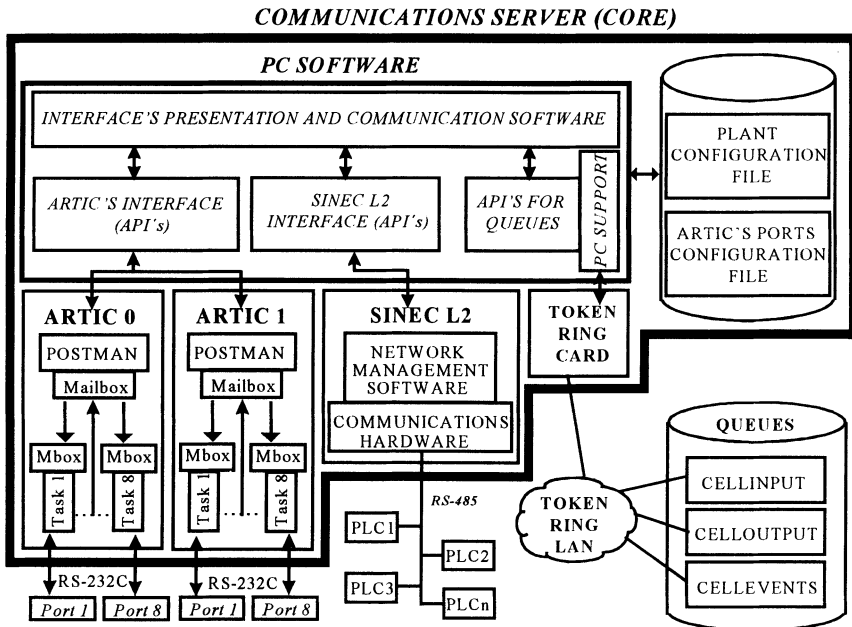 COMMUNICATIONS SERVER (CORE)
PC SOFTWARE
INTERFACE'S PRESENTATION AND COMMUNICATION SOFTWARE
ARTIC'S INTERFACE
(API´s)
SINEC L2
INTERFACE (API´s)
API'S FOR
QUEUES
PC SUPPORT
PLANT
CONFIGURATION
FILE
ARTIC'S PORTS
CONFIGURATION
FILE
ARTIC 0
POSTMAN
Mailbox
Mbox
Mbox
Task 1
Task 8
ARTIC 1
POSTMAN
Mailbox
Mbox
Mbox
Task 1
Task 8
SINEC L2
NETWORK
MANAGEMENT
SOFTWARE
COMMUNICATIONS
HARDWARE
TOKEN
RING
CARD
RS-485
PLC1
PLC2
PLC3
PLCn
TOKEN
RING
LAN
QUEUES
CELLINPUT
CELLOUTPUT
CELLEVENTS
RS-232C
RS-232C
Port 1
Port 8
Port 1
Port 8